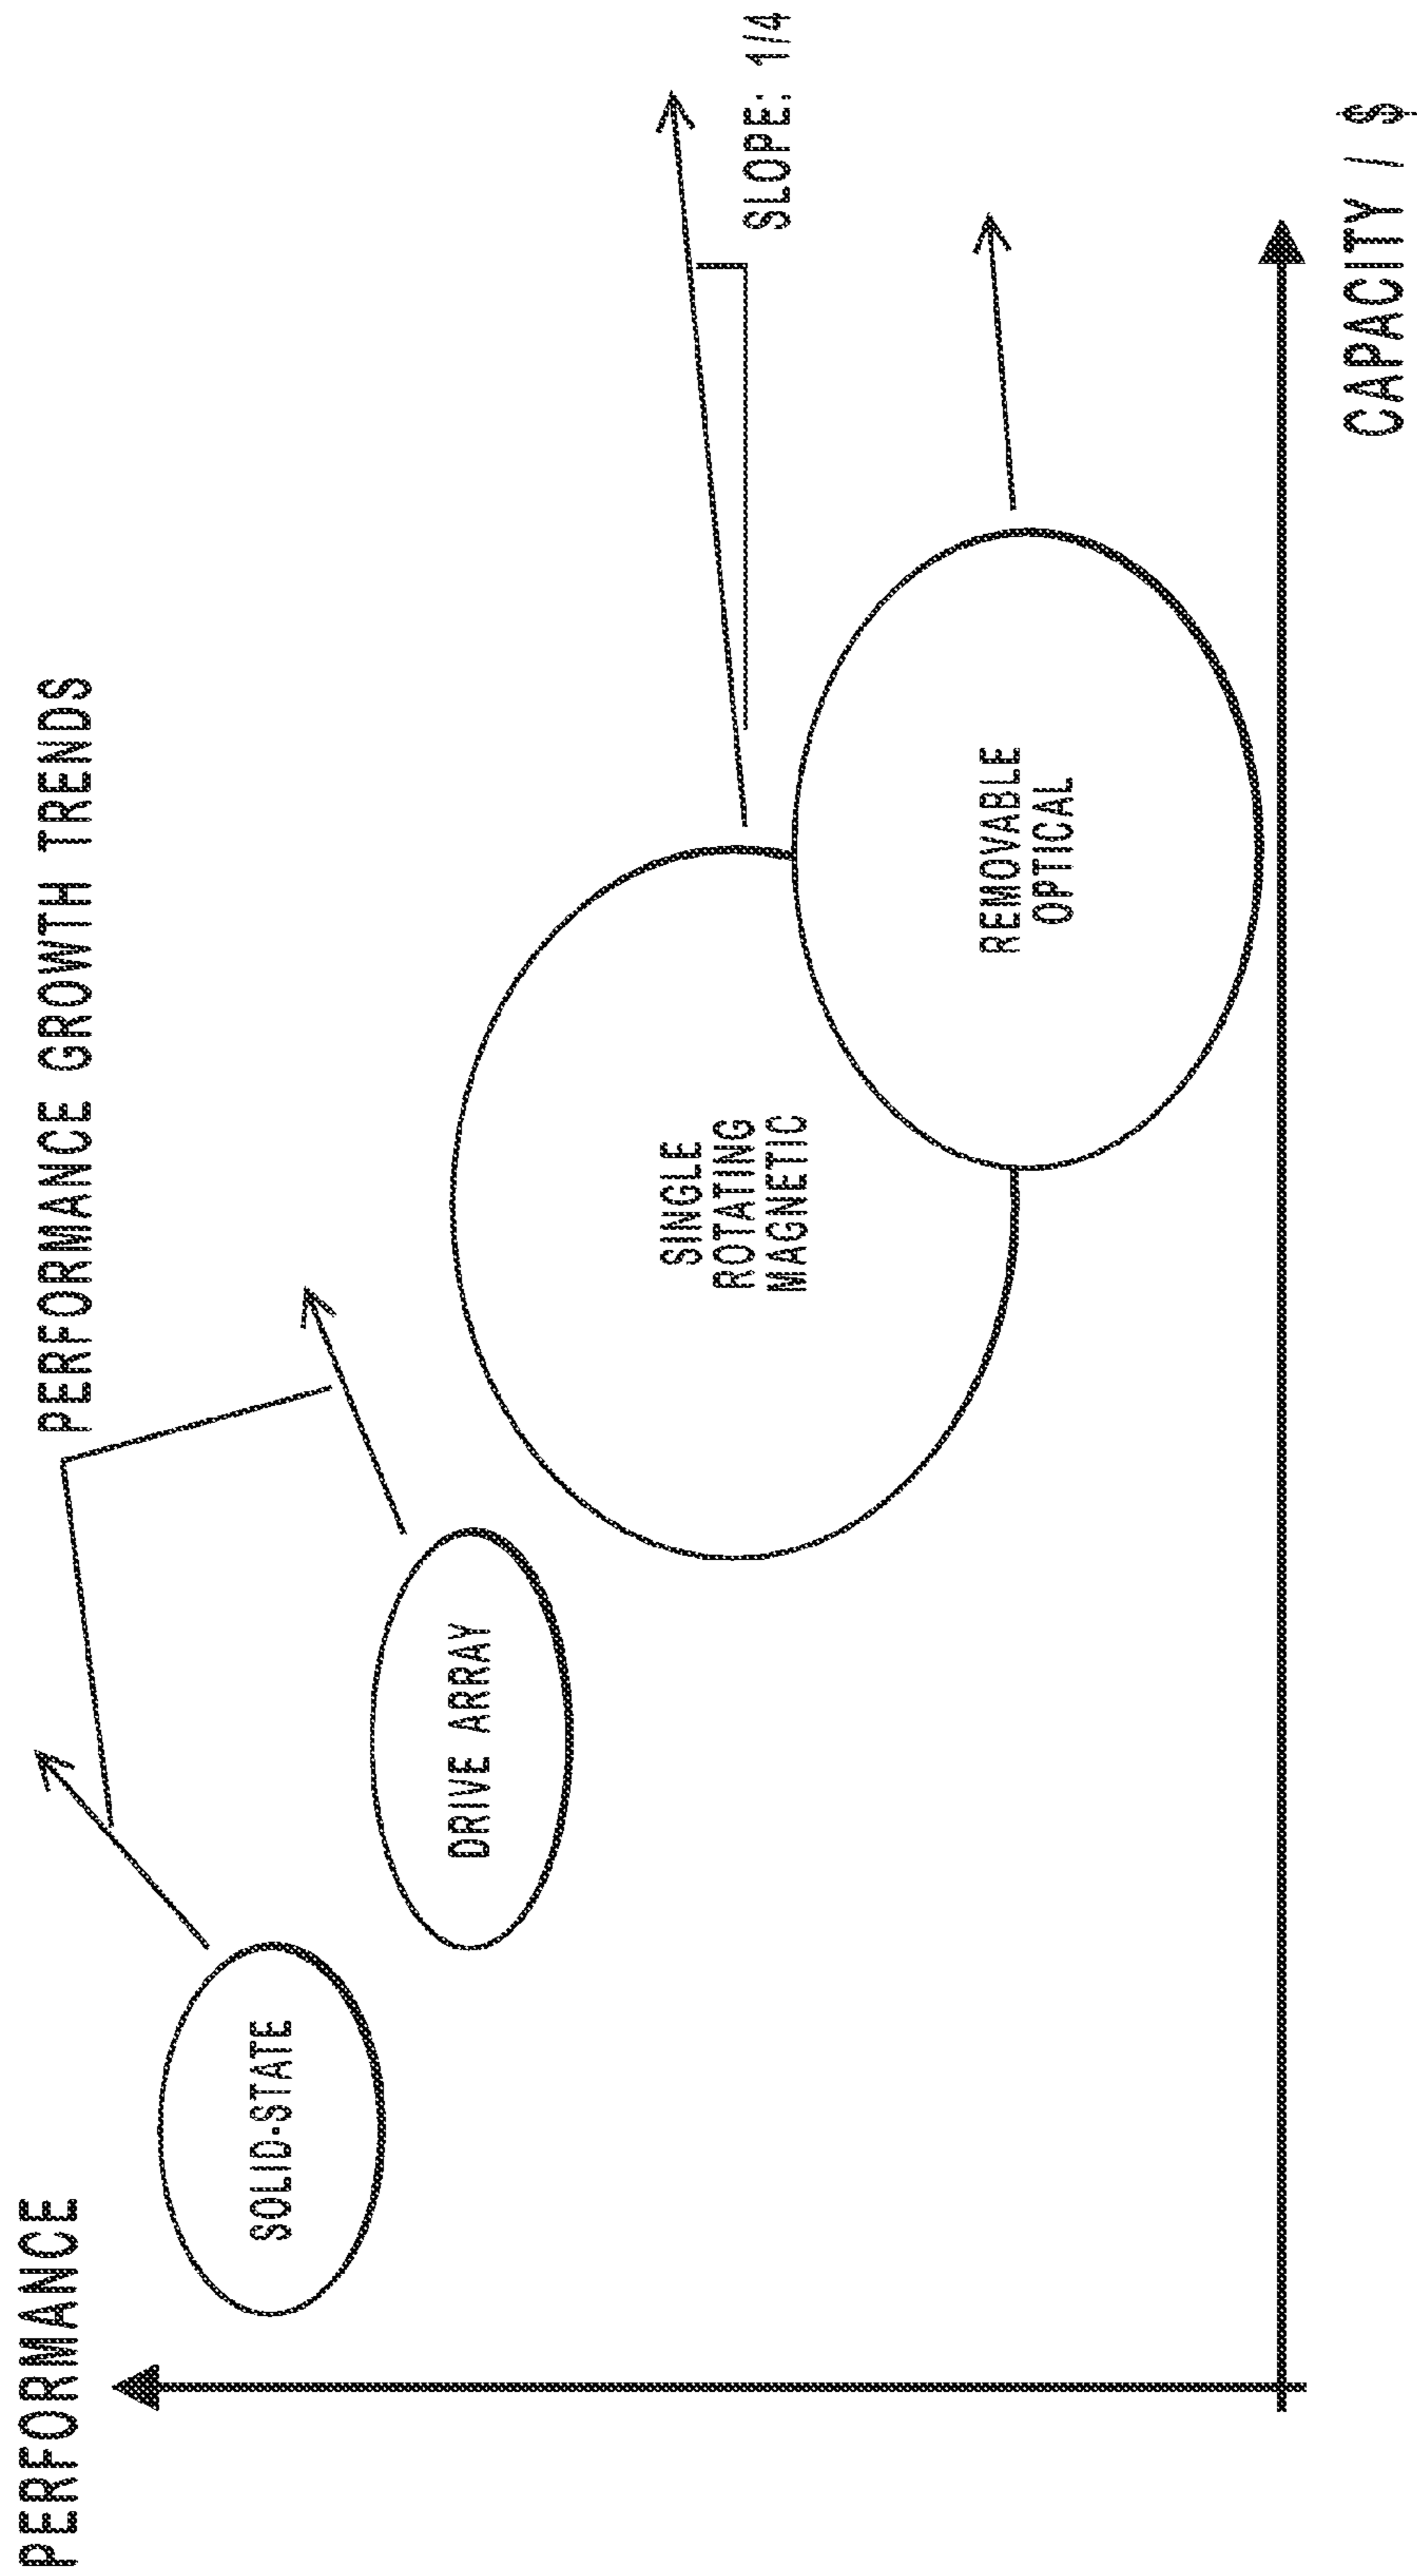 PERFORMANCE
PERFORMANCE GROWTH TRENDS
SOLID-STATE
DRIVE ARRAY
SINGLE
ROTATING
MAGNETIC
SLOPE: 1/4
REMOVABLE
OPTICAL
CAPACITY / $